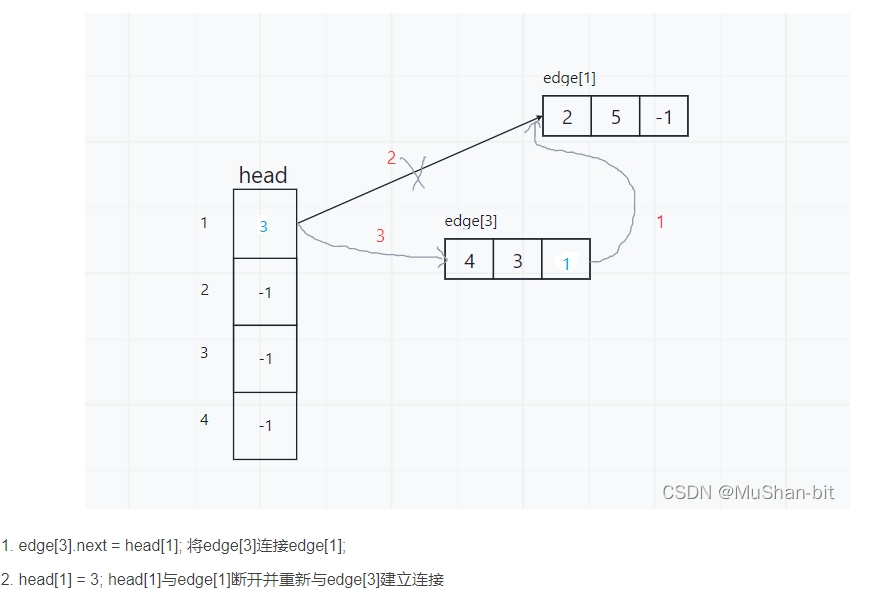 edge[1]
2 5 -1
2
head
1 3
edge[3]
3
1
4 3 1
2 -1
3 -1
4 -1
CSDN @MuShan-bit
1. edge[3].next = head[1]; 将edge[3]连接edge[1];
2. head[1] = 3; head[1]与edge[1]断开并重新与edge[3]建立连接